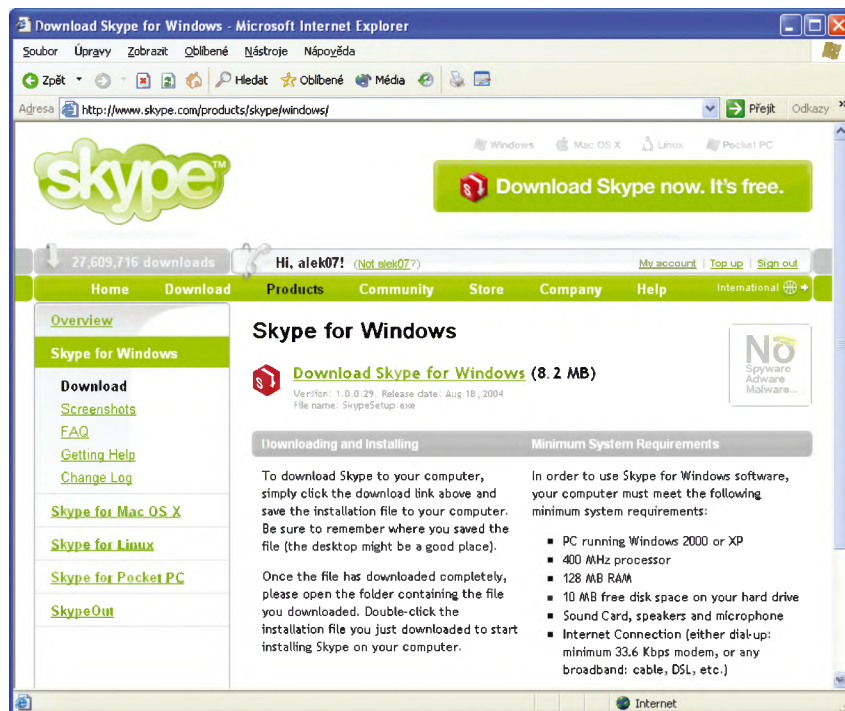 Download Skype for Windows - Microsoft Internet Explorer
Soubor Úpravy Zobrazit Oblíbené Nástroje Nápověda
Zpět Hledat Oblíbené Média
Adresa http://www.skype.com/products/skype/windows/ Přejít Odkazy »
Windows Mac OS X Linux Pocket PC
skype™
Download Skype now. It's free.
27,609,716 downloads
Hi, alek07! (Not alek07?)
My account | Top up | Sign out
Home Download Products Community Store Company Help International
Overview
Skype for Windows
Download
Screenshots
FAQ
Getting Help
Change Log
Skype for Mac OS X
Skype for Linux
Skype for Pocket PC
SkypeOut
Skype for Windows
Download Skype for Windows (8.2 MB)
Version: 1.0.0.29. Release date: Aug 18, 2004
File name: SkypeSetup.exe
No
Spyware
Adware
Malware...
Downloading and Installing
To download Skype to your computer,
simply click the download link above and
save the installation file to your computer.
Be sure to remember where you saved the
file (the desktop might be a good place).
Once the file has downloaded completely,
please open the folder containing the file
you downloaded. Double-click the
installation file you just downloaded to start
installing Skype on your computer.
Minimum System Requirements
In order to use Skype for Windows software,
your computer must meet the following
minimum system requirements:
PC running Windows 2000 or XP
400 MHz processor
128 MB RAM
10 MB free disk space on your hard drive
Sound Card, speakers and microphone
Internet Connection (either dial-up:
minimum 33.6 Kbps modem, or any
broadband: cable, DSL, etc.)
Internet